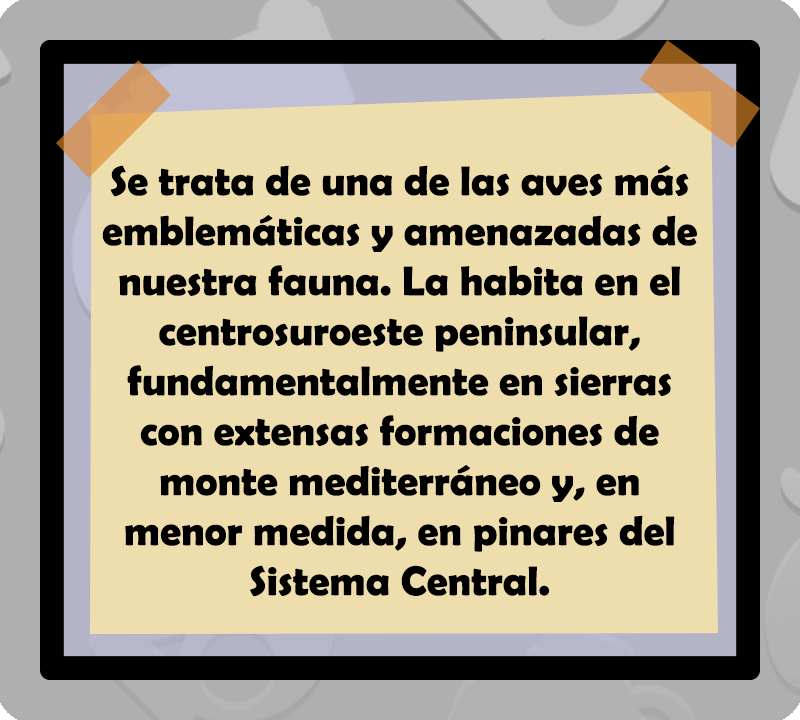 Se trata de una de las aves más
emblemáticas y amenazadas de
nuestra fauna. La habita en el
centrosuroeste peninsular,
fundamentalmente en sierras
con extensas formaciones de
monte mediterráneo y, en
menor medida, en pinares del
Sistema Central.